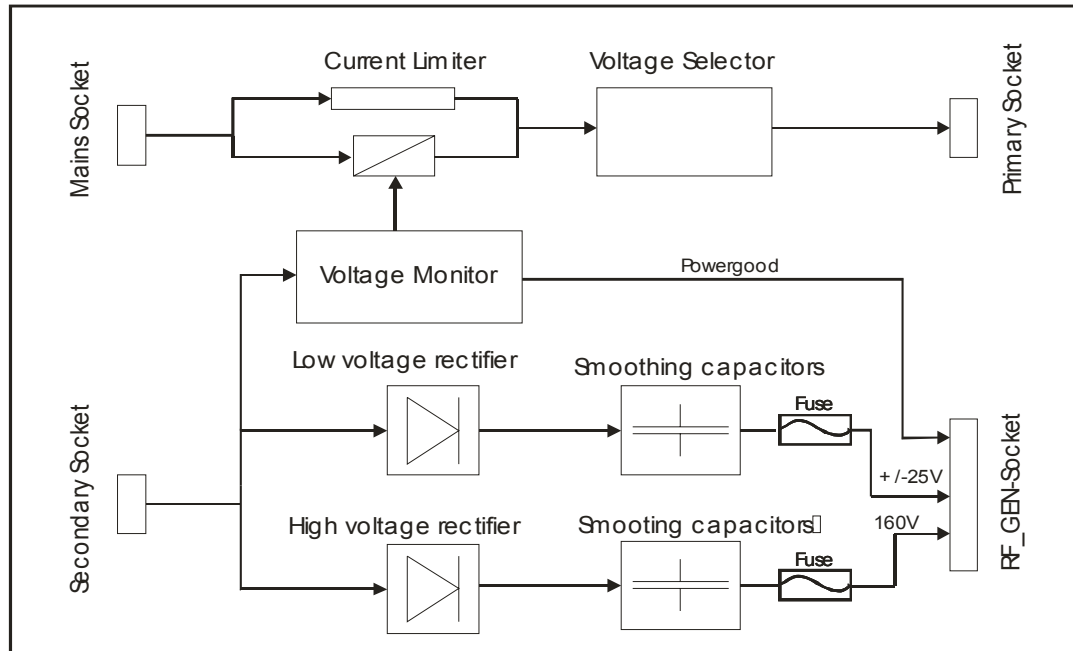 Current Limiter
Voltage Selector
Mains Socket
Primary Socket
Voltage Monitor
Powergood
Low voltage rectifier
Smoothing capacitors
Fuse
Secondary Socket
+/-25V
RF_GEN-Socket
High voltage rectifier
Smooting capacitors
160V
Fuse